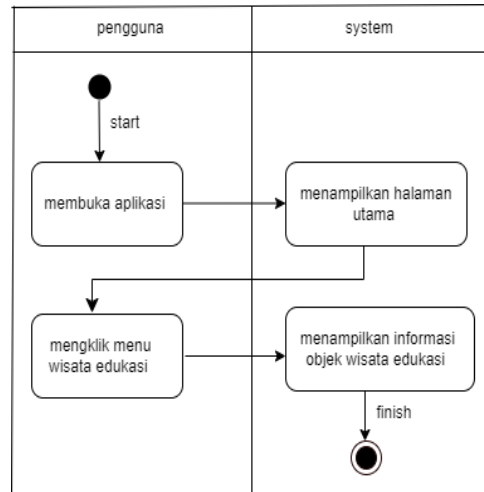 pengguna
system
start
membuka aplikasi
menampilkan halaman
utama
mengklik menu
wisata edukasi
menampilkan informasi
objek wisata edukasi
finish